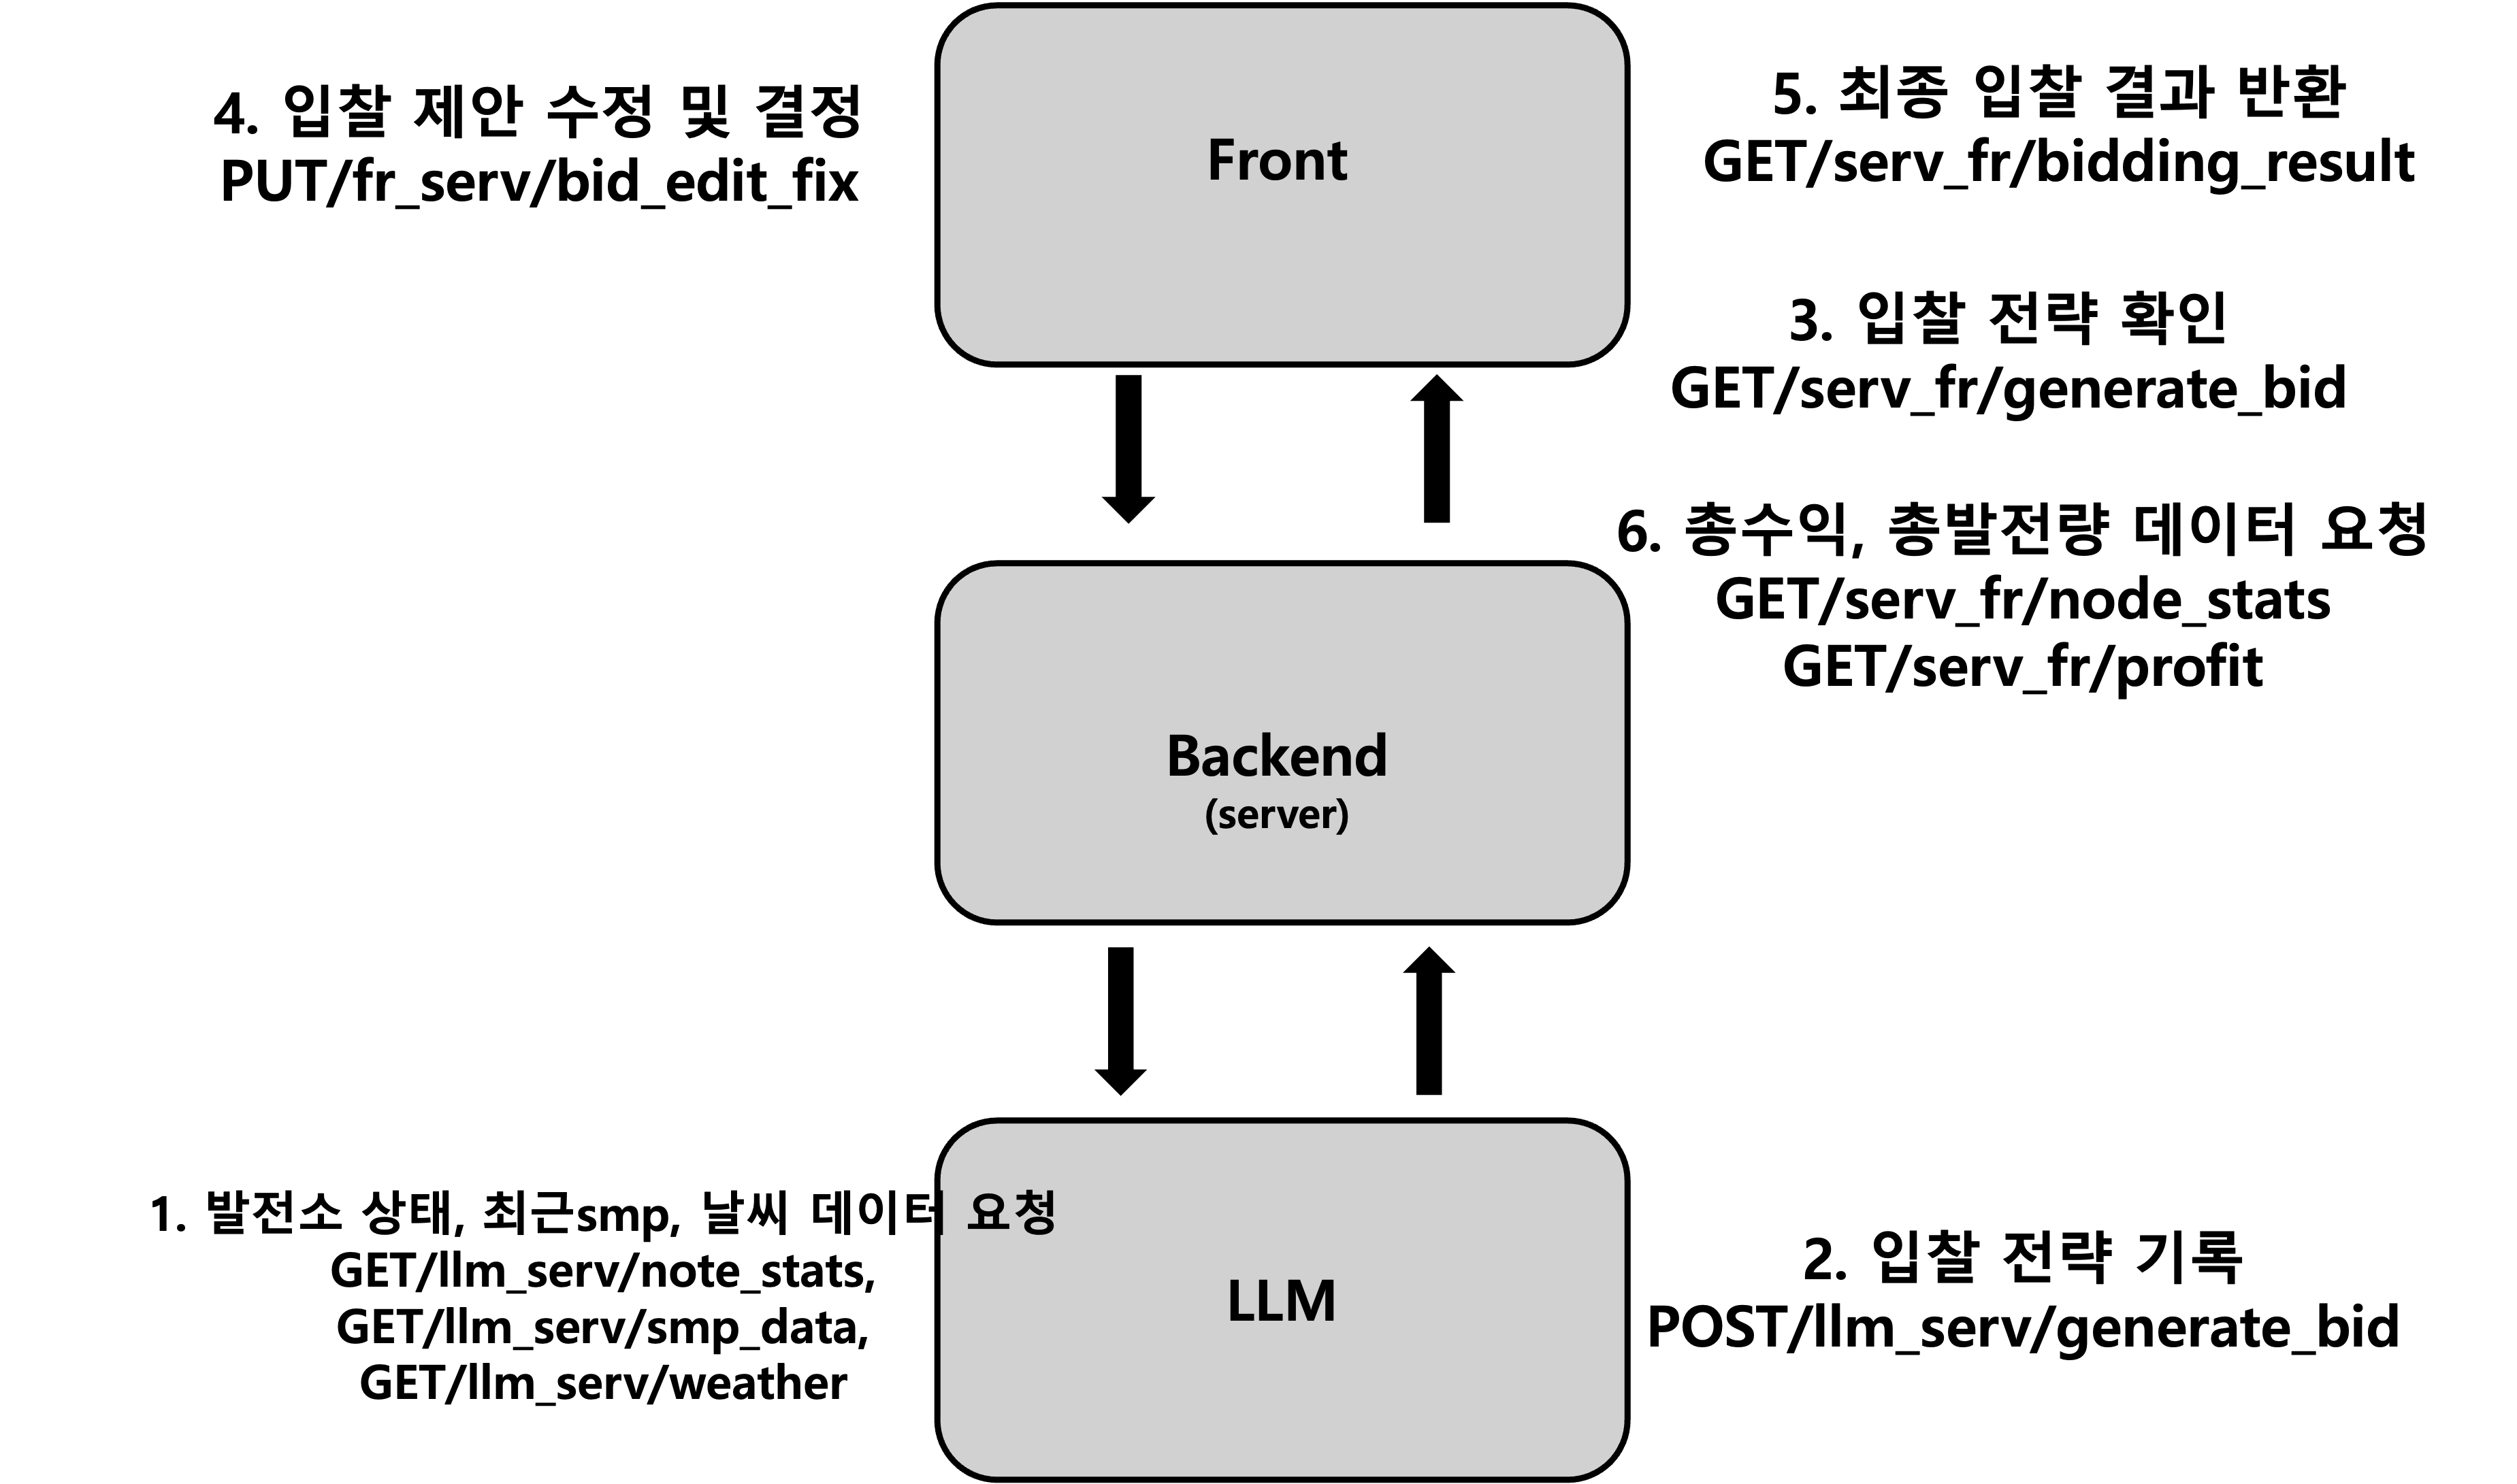 4. 입찰 제안 수정 및 결정
PUT/fr_serv/bid_edit_fix
Front
5. 최종 입찰 결과 반환
GET/serv_fr/bidding_result
3. 입찰 전략 확인
GET/serv_fr/generate_bid
6. 총수익, 총발전량 데이터 요청
GET/serv_fr/node_stats
GET/serv_fr/profit
Backend
(server)
1. 발전소 상태, 최근smp, 날씨 데이터 요청
GET/llm_serv/note_stats,
GET/llm_serv/smp_data,
GET/llm_serv/weather
LLM
2. 입찰 전략 기록
POST/llm_serv/generate_bid